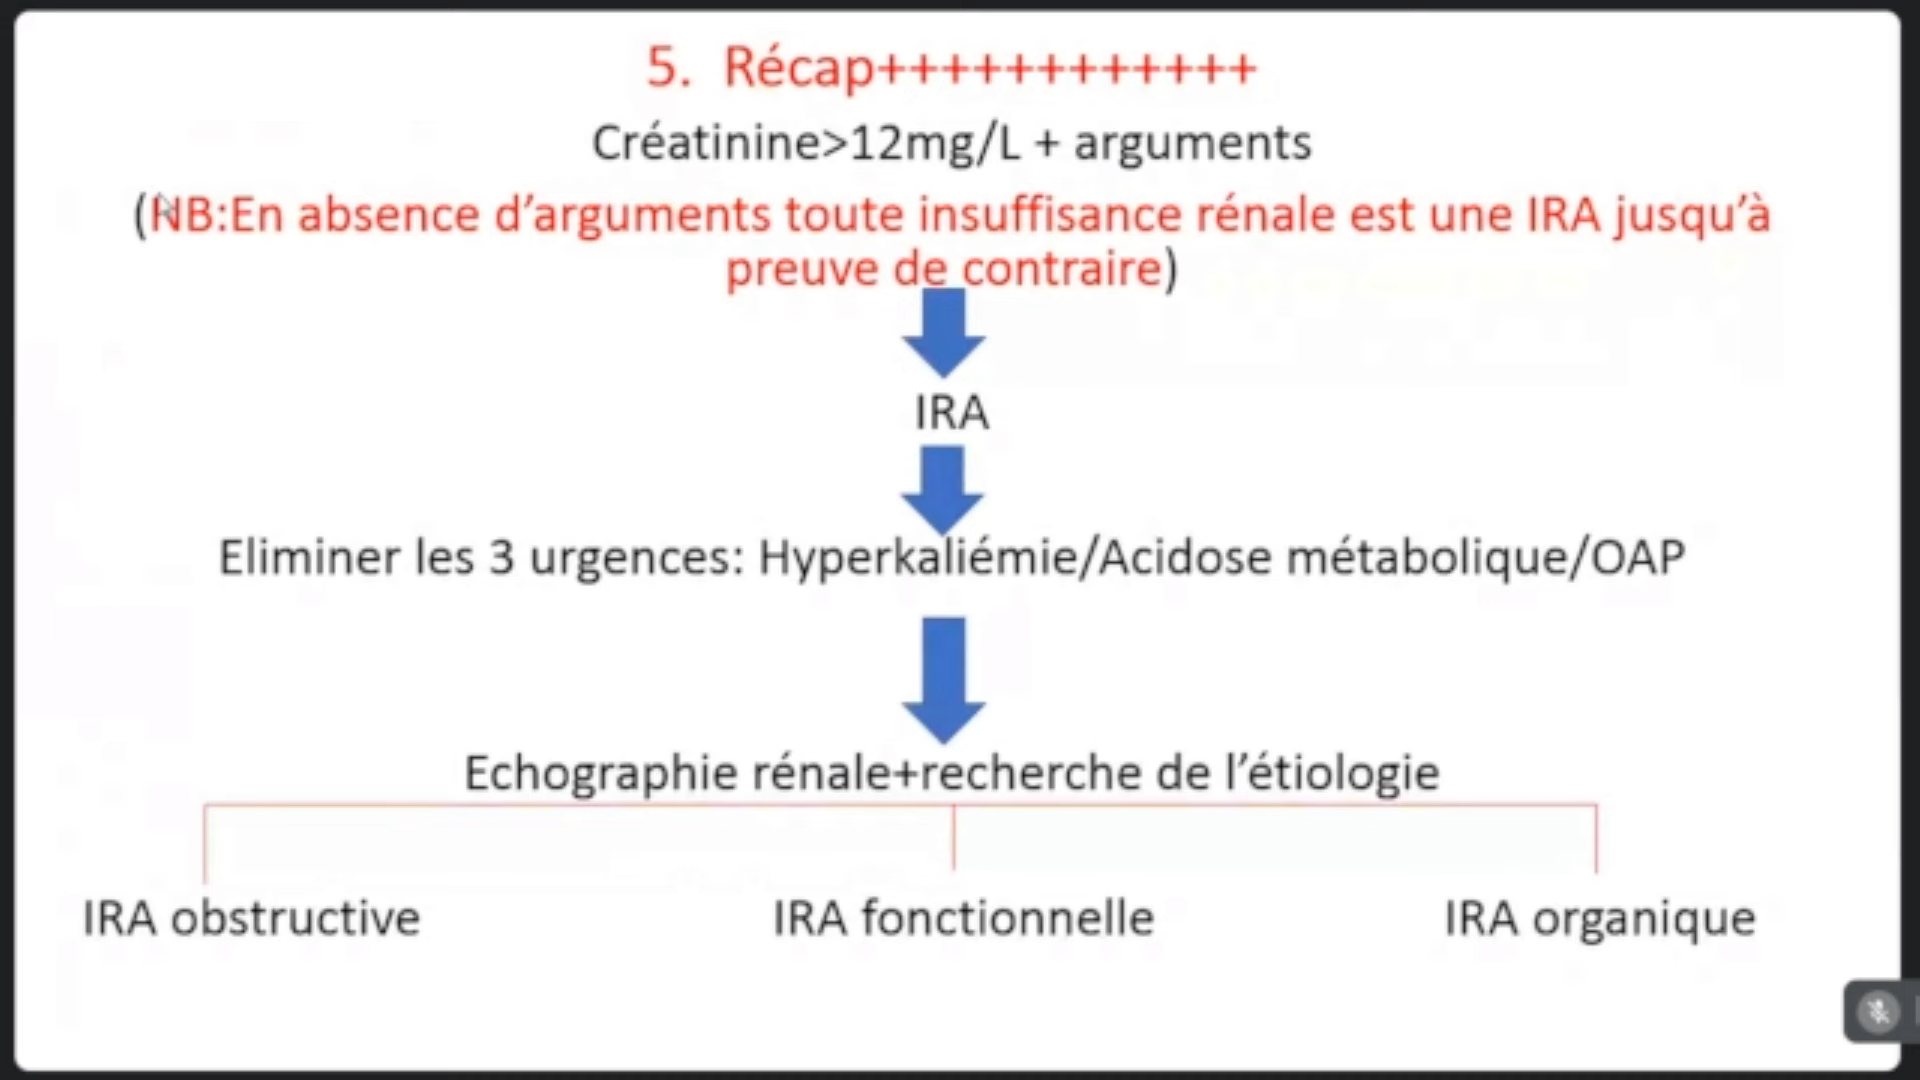 5. Récap++++++++++++
Créatinine>12mg/L + arguments
(NB:En absence d’arguments toute insuffisance rénale est une IRA jusqu’à
preuve de contraire)
IRA
Eliminer les 3 urgences: Hyperkaliémie/Acidose métabolique/OAP
Echographie rénale+recherche de l’étiologie
IRA obstructive
IRA fonctionnelle
IRA organique